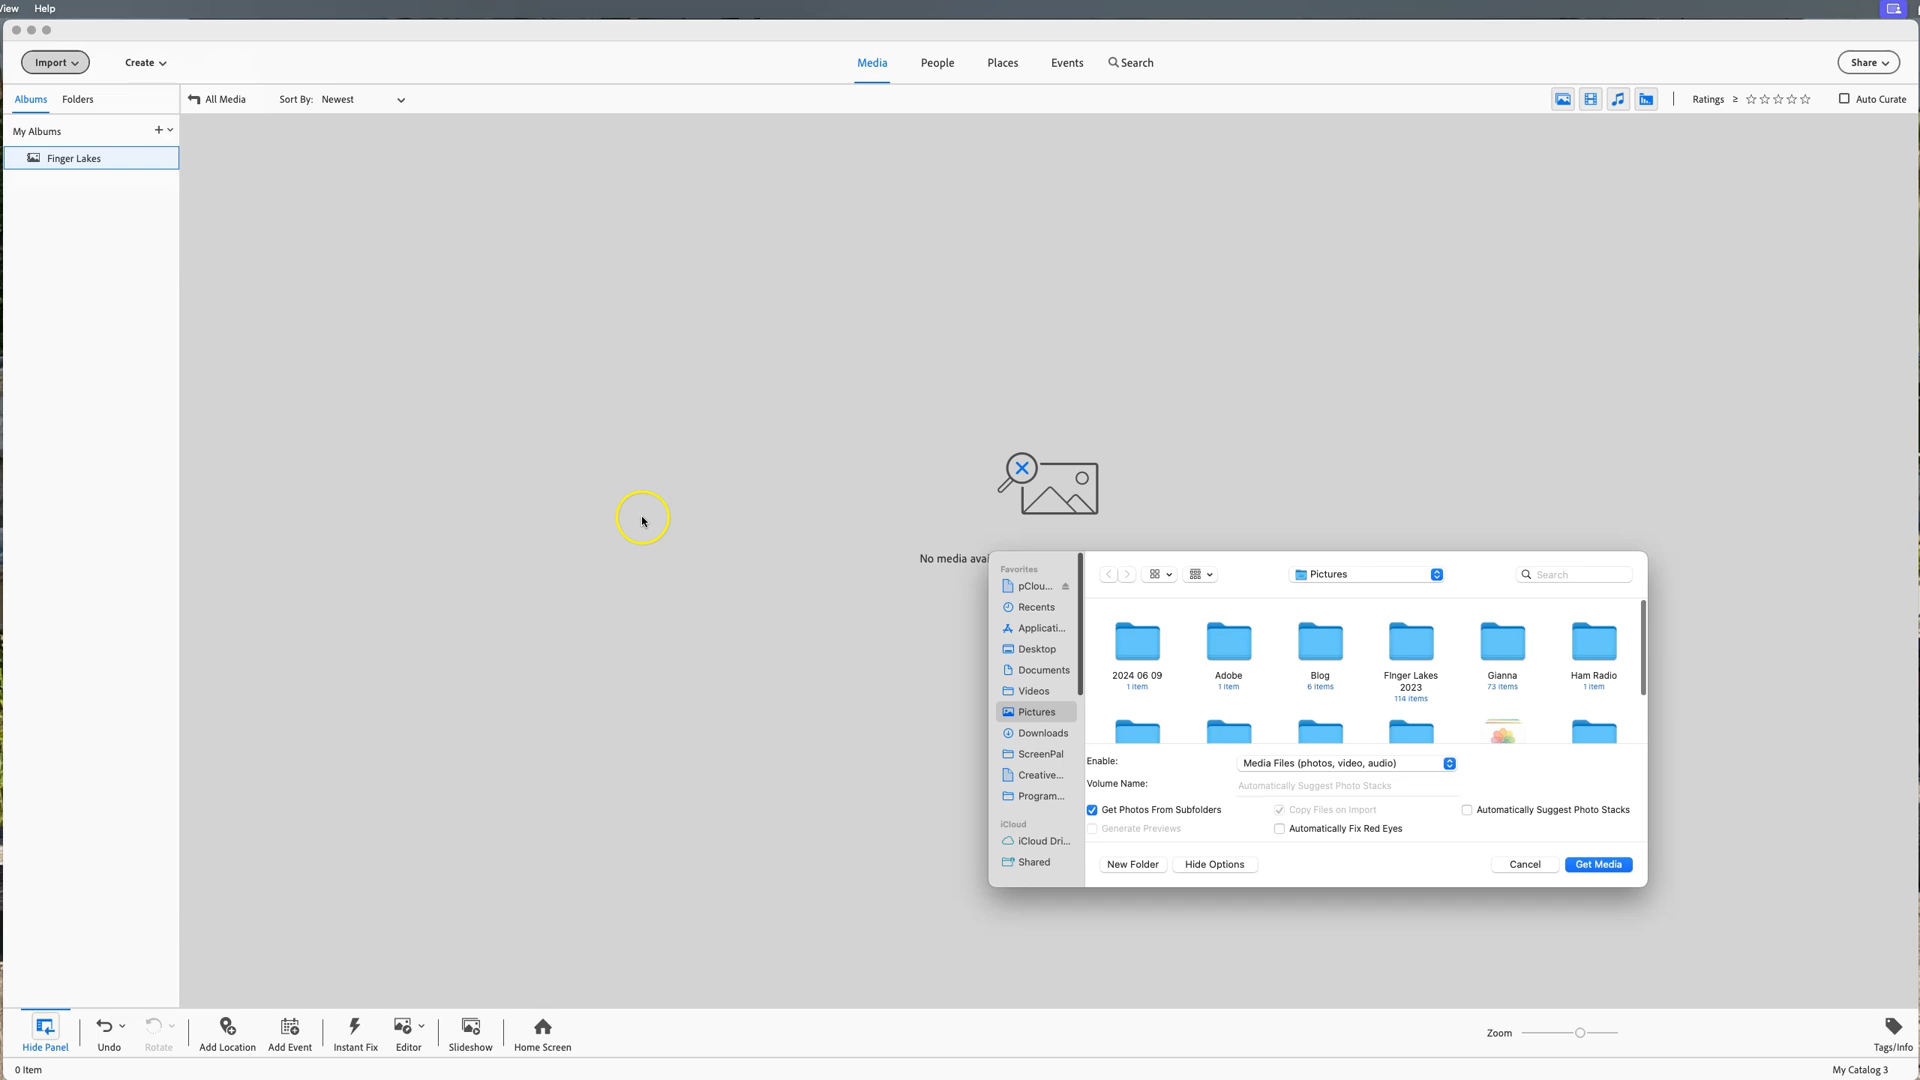 View Help
Import Create Media People Places Events Search Share
Albums Folders All Media Sort By: Newest Ratings ≥ Auto Curate
My Albums
Finger Lakes
No media avai
Favorites
pClou...
Recents
Applicati...
Desktop
Documents
Videos
Pictures
Downloads
ScreenPal
Creative...
Program...
iCloud
iCloud Dri...
Shared
Pictures Search
2024 06 09 Adobe Blog FInger Lakes 2023 Gianna Ham Radio
1 item 1 item 6 items 114 items 73 items 1 item
Enable: Media Files (photos, video, audio)
Volume Name: Automatically Suggest Photo Stacks
Get Photos From Subfolders Copy Files on Import Automatically Suggest Photo Stacks
Generate Previews Automatically Fix Red Eyes
New Folder Hide Options Cancel Get Media
Hide Panel Undo Rotate Add Location Add Event Instant Fix Editor Slideshow Home Screen Zoom Tags/Info
0 Item My Catalog 3